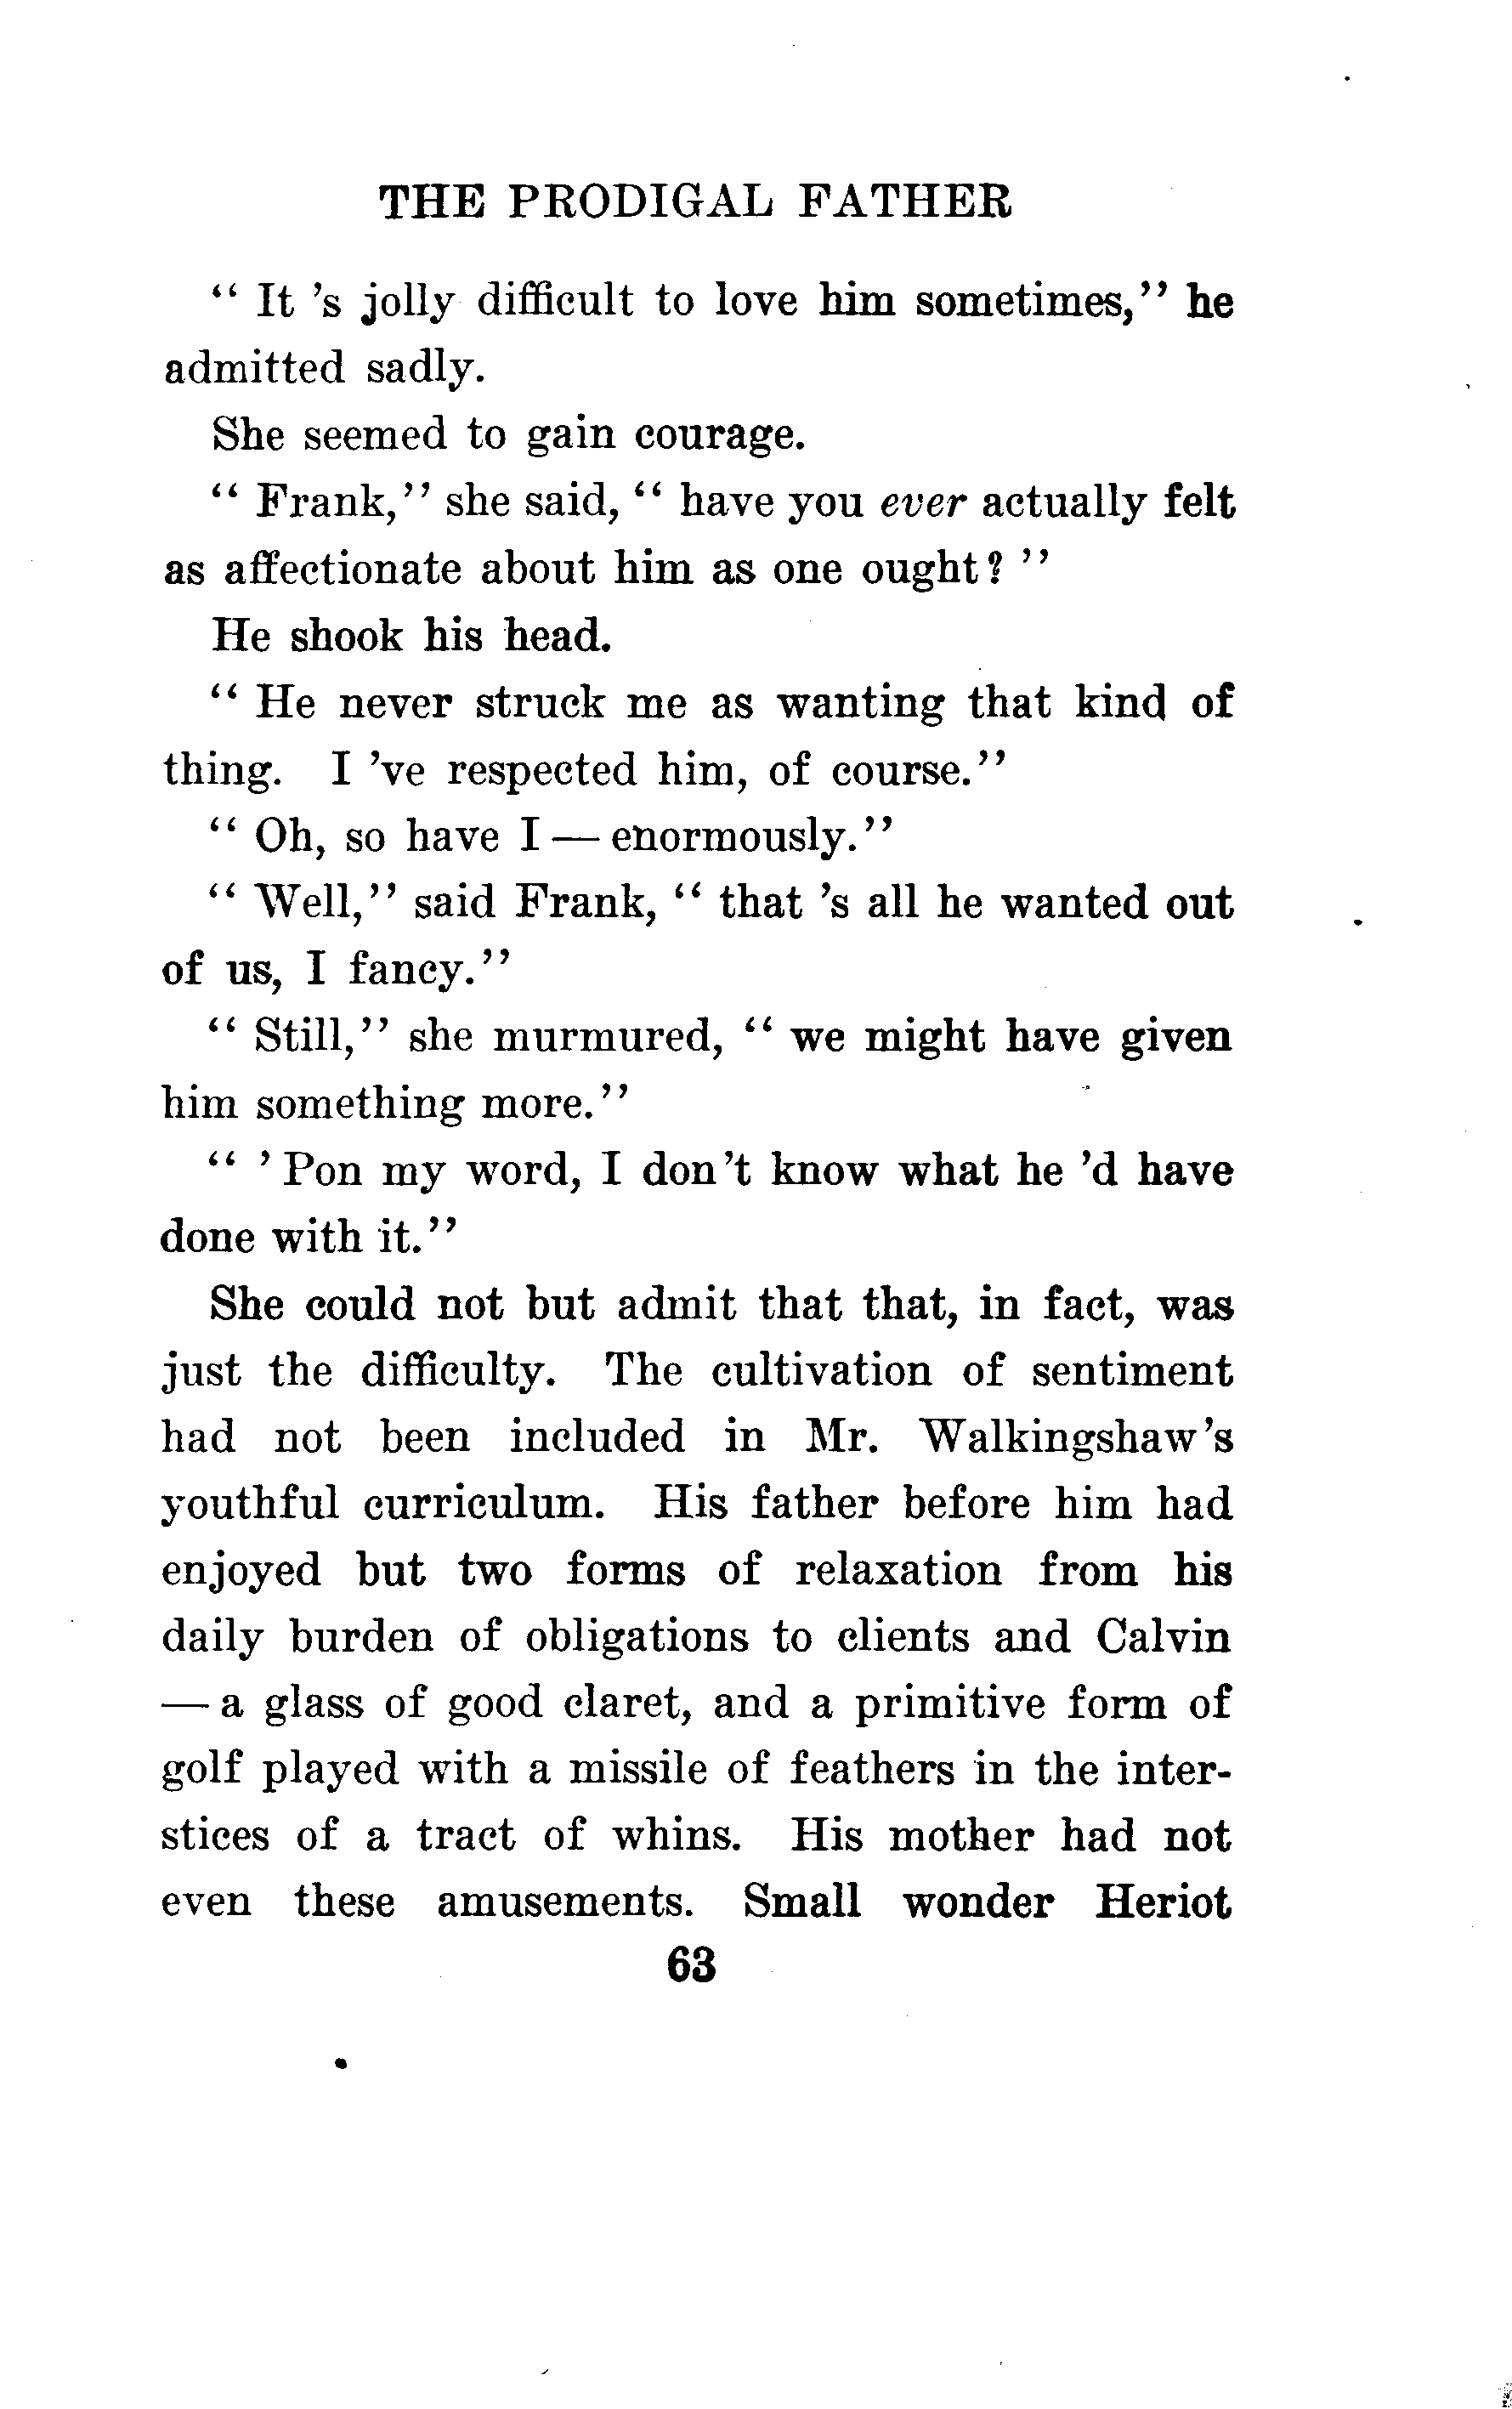 THE PRODIGAL FATHER
“ It ’s jolly difficult to love him sometimes,” he
admitted sadly.
She seemed to gain courage.
“ Frank,” she said, “ have you ever actually felt
as affectionate about him as one ought? ”
He shook his head.
“ He never struck me as wanting that kind of
thing. I ’ve respected him, of course.”
“ Oh, so have I — enormously.”
“ Well,” said Frank, “ that ’s all he wanted out
of us, I fancy.”
“ Still,” she murmured, “ we might have given
him something more.”
“ ’Pon my word, I don’t know what he ’d have
done with it.”
She could not but admit that that, in fact, was
just the difficulty. The cultivation of sentiment
had not been included in Mr. Walkingshaw’s
youthful curriculum. His father before him had
enjoyed but two forms of relaxation from his
daily burden of obligations to clients and Calvin
— a glass of good claret, and a primitive form of
golf played with a missile of feathers in the inter-
stices of a tract of whins. His mother had not
even these amusements. Small wonder Heriot
63